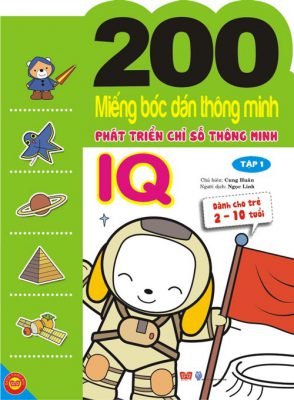 200
Miếng bóc dán thông minh
PHÁT TRIỂN CHỈ SỐ THÔNG MINH
IQ
TẬP 1
Chủ biên: Cung Huân
Người dịch: Ngọc Linh
Dành cho trẻ
2 - 10 tuổi